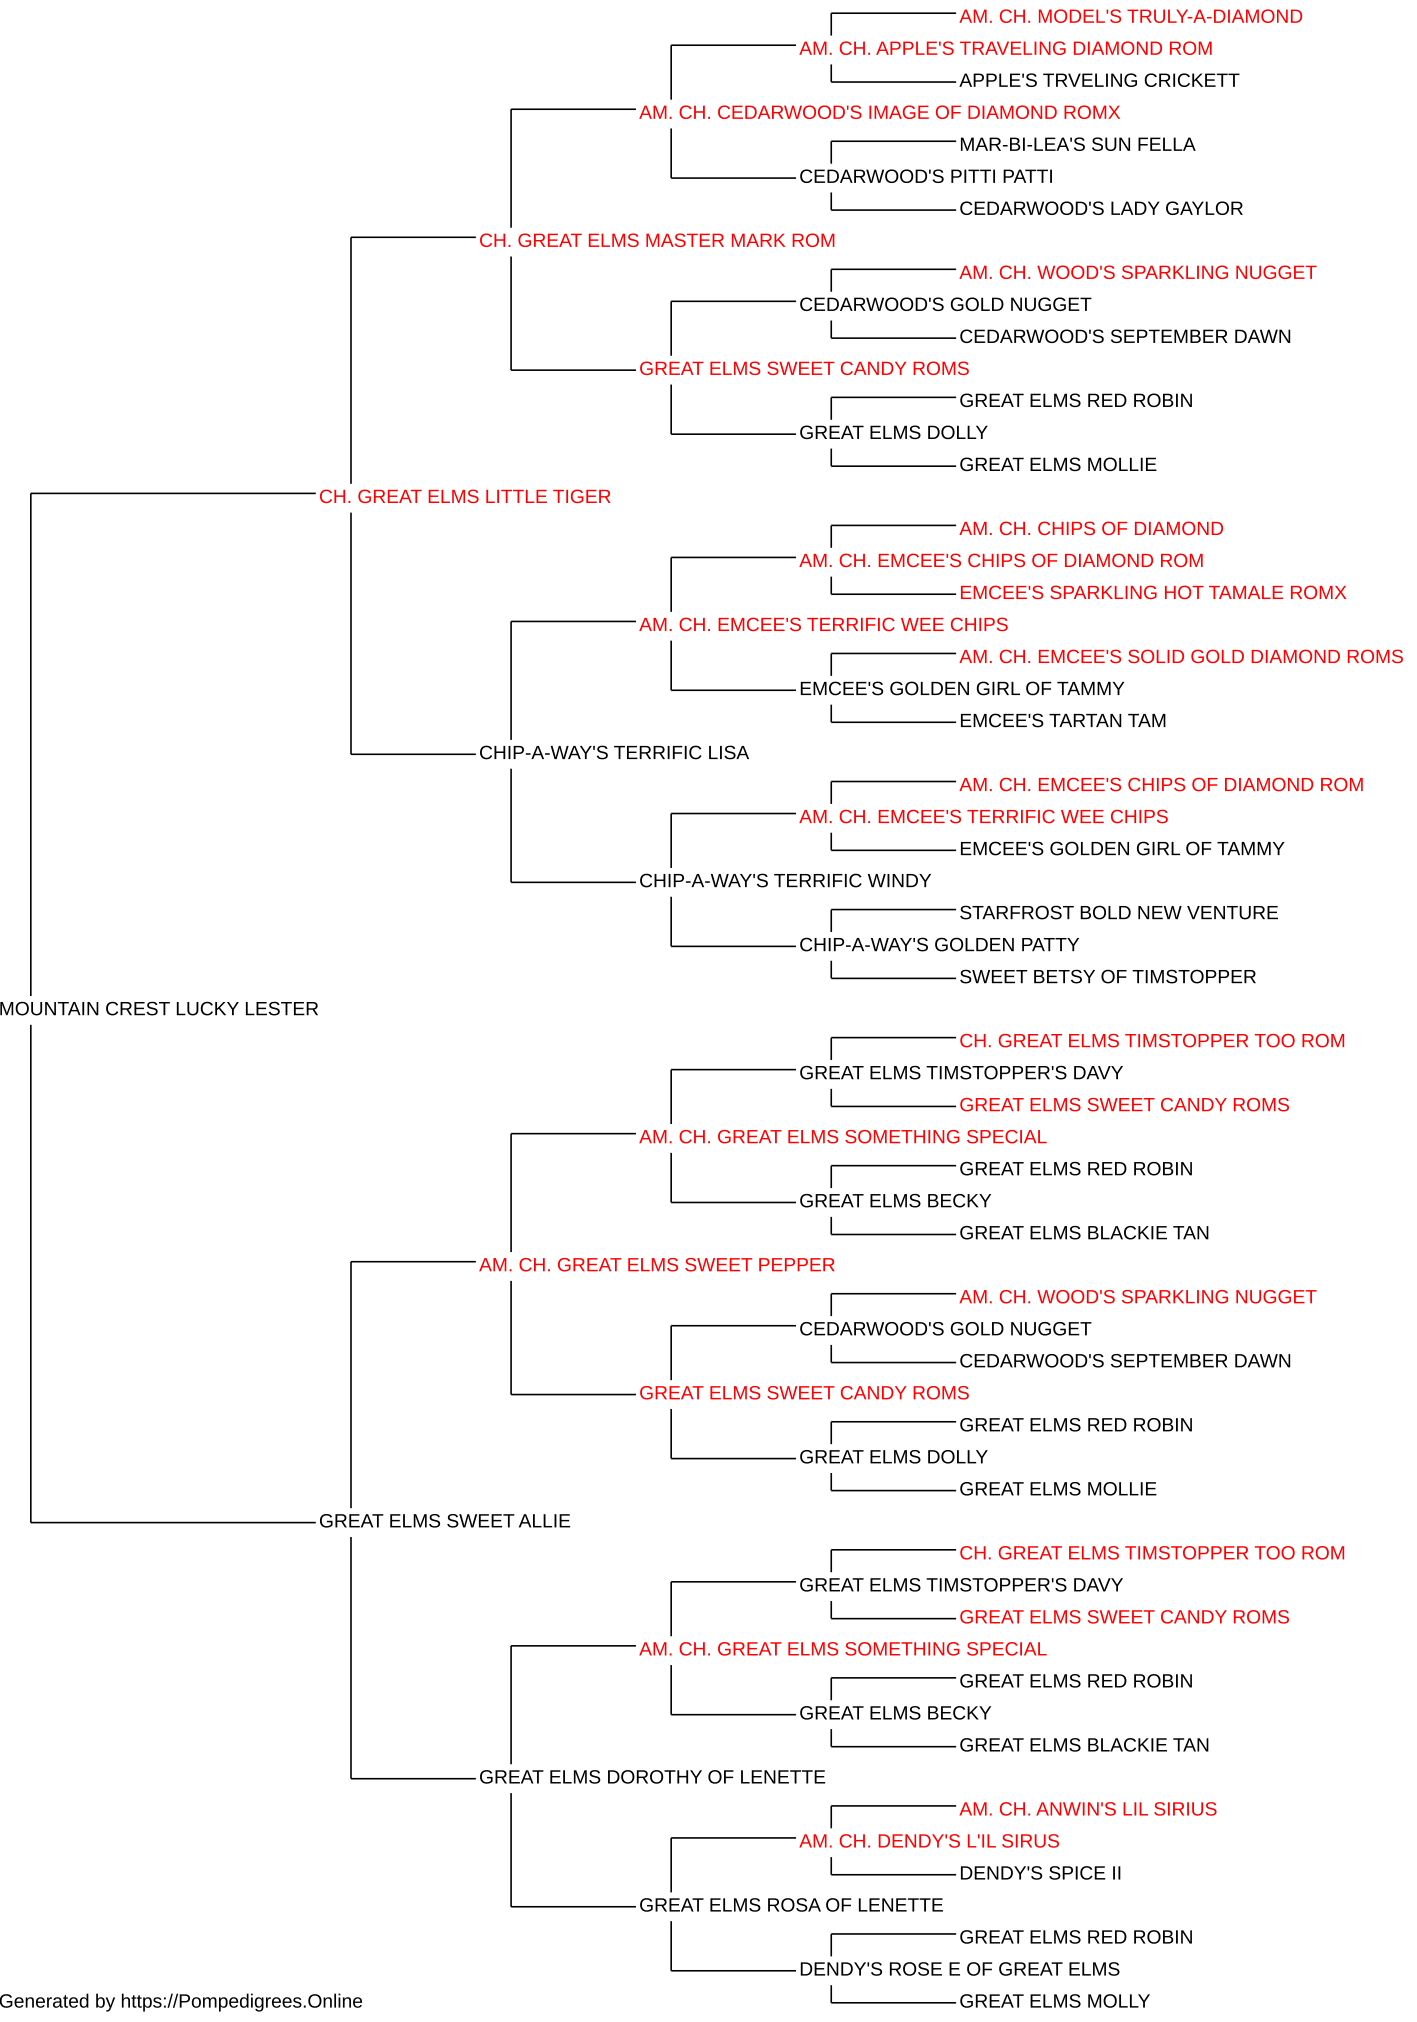 AM. CH. MODEL'S TRULY-A-DIAMOND
AM. CH. APPLE'S TRAVELING DIAMOND ROM
APPLE'S TRVELING CRICKETT
AM. CH. CEDARWOOD'S IMAGE OF DIAMOND ROMX
MAR-BI-LEA'S SUN FELLA
CEDARWOOD'S PITTI PATTI
CEDARWOOD'S LADY GAYLOR
CH. GREAT ELMS MASTER MARK ROM
AM. CH. WOOD'S SPARKLING NUGGET
CEDARWOOD'S GOLD NUGGET
CEDARWOOD'S SEPTEMBER DAWN
GREAT ELMS SWEET CANDY ROMS
GREAT ELMS RED ROBIN
GREAT ELMS DOLLY
GREAT ELMS MOLLIE
CH. GREAT ELMS LITTLE TIGER
AM. CH. CHIPS OF DIAMOND
AM. CH. EMCEE'S CHIPS OF DIAMOND ROM
EMCEE'S SPARKLING HOT TAMALE ROMX
AM. CH. EMCEE'S TERRIFIC WEE CHIPS
AM. CH. EMCEE'S SOLID GOLD DIAMOND ROMS
EMCEE'S GOLDEN GIRL OF TAMMY
EMCEE'S TARTAN TAM
CHIP-A-WAY'S TERRIFIC LISA
AM. CH. EMCEE'S CHIPS OF DIAMOND ROM
AM. CH. EMCEE'S TERRIFIC WEE CHIPS
EMCEE'S GOLDEN GIRL OF TAMMY
CHIP-A-WAY'S TERRIFIC WINDY
STARFROST BOLD NEW VENTURE
CHIP-A-WAY'S GOLDEN PATTY
SWEET BETSY OF TIMSTOPPER
MOUNTAIN CREST LUCKY LESTER
CH. GREAT ELMS TIMSTOPPER TOO ROM
GREAT ELMS TIMSTOPPER'S DAVY
GREAT ELMS SWEET CANDY ROMS
AM. CH. GREAT ELMS SOMETHING SPECIAL
GREAT ELMS RED ROBIN
GREAT ELMS BECKY
GREAT ELMS BLACKIE TAN
AM. CH. GREAT ELMS SWEET PEPPER
AM. CH. WOOD'S SPARKLING NUGGET
CEDARWOOD'S GOLD NUGGET
CEDARWOOD'S SEPTEMBER DAWN
GREAT ELMS SWEET CANDY ROMS
GREAT ELMS RED ROBIN
GREAT ELMS DOLLY
GREAT ELMS MOLLIE
GREAT ELMS SWEET ALLIE
CH. GREAT ELMS TIMSTOPPER TOO ROM
GREAT ELMS TIMSTOPPER'S DAVY
GREAT ELMS SWEET CANDY ROMS
AM. CH. GREAT ELMS SOMETHING SPECIAL
GREAT ELMS RED ROBIN
GREAT ELMS BECKY
GREAT ELMS BLACKIE TAN
GREAT ELMS DOROTHY OF LENETTE
AM. CH. ANWIN'S LIL SIRIUS
AM. CH. DENDY'S L'IL SIRUS
DENDY'S SPICE II
GREAT ELMS ROSA OF LENETTE
GREAT ELMS RED ROBIN
DENDY'S ROSE E OF GREAT ELMS
GREAT ELMS MOLLY
Generated by https://Pompedigrees.Online